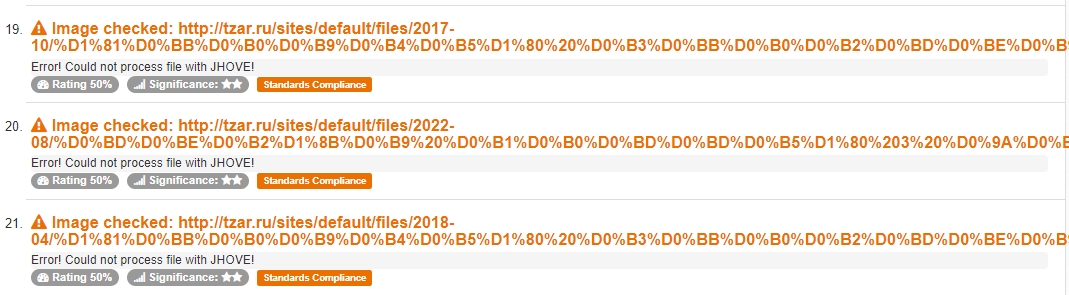 19. Image checked: http://tzar.ru/sites/default/files/2017-
10/%D1%81%D0%BB%D0%B0%D0%B9%D0%B4%D0%B5%D1%80%20%D0%B3%D0%BB%D0%B0%D0%B2%D0%BD%D0%BE%D0%B9
Error! Could not process file with JHOVE!
Rating 50% Significance: Standards Compliance
20. Image checked: http://tzar.ru/sites/default/files/2022-
08/%D0%BD%D0%BE%D0%B2%D1%8B%D0%B9%20%D0%B1%D0%B0%D0%BD%D0%BD%D0%B5%D1%80%203%20%D0%9A%D0%B
Error! Could not process file with JHOVE!
Rating 50% Significance: Standards Compliance
21. Image checked: http://tzar.ru/sites/default/files/2018-
04/%D1%81%D0%BB%D0%B0%D0%B9%D0%B4%D0%B5%D1%80%20%D0%B3%D0%BB%D0%B0%D0%B2%D0%BD%D0%BE%D0%B9
Error! Could not process file with JHOVE!
Rating 50% Significance: Standards Compliance